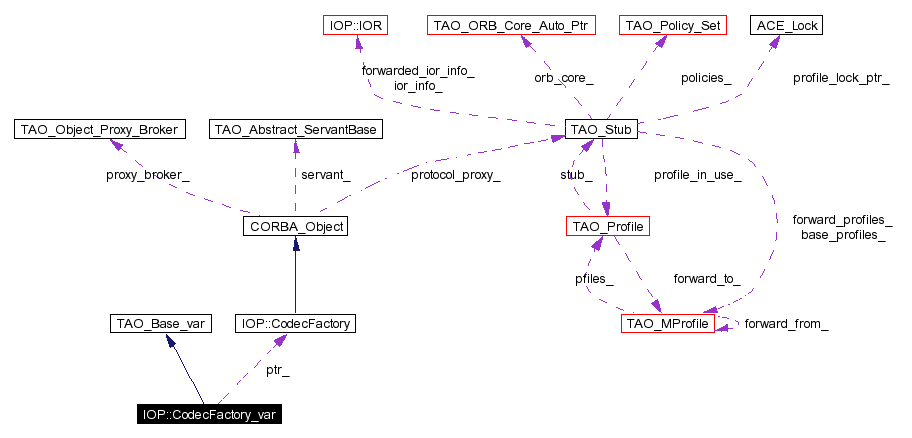 IOP::IOR
TAO_ORB_Core_Auto_Ptr
TAO_Policy_Set
ACE_Lock
forwarded_ior_info_
ior_info_
orb_core_
policies_
profile_lock_ptr_
TAO_Object_Proxy_Broker
TAO_Abstract_ServantBase
TAO_Stub
proxy_broker_
servant_
protocol_proxy_
stub_
profile_in_use_
forward_profiles_
base_profiles_
CORBA_Object
TAO_Profile
pfiles_
forward_to_
TAO_Base_var
IOP::CodecFactory
TAO_MProfile
forward_from_
ptr_
IOP::CodecFactory_var